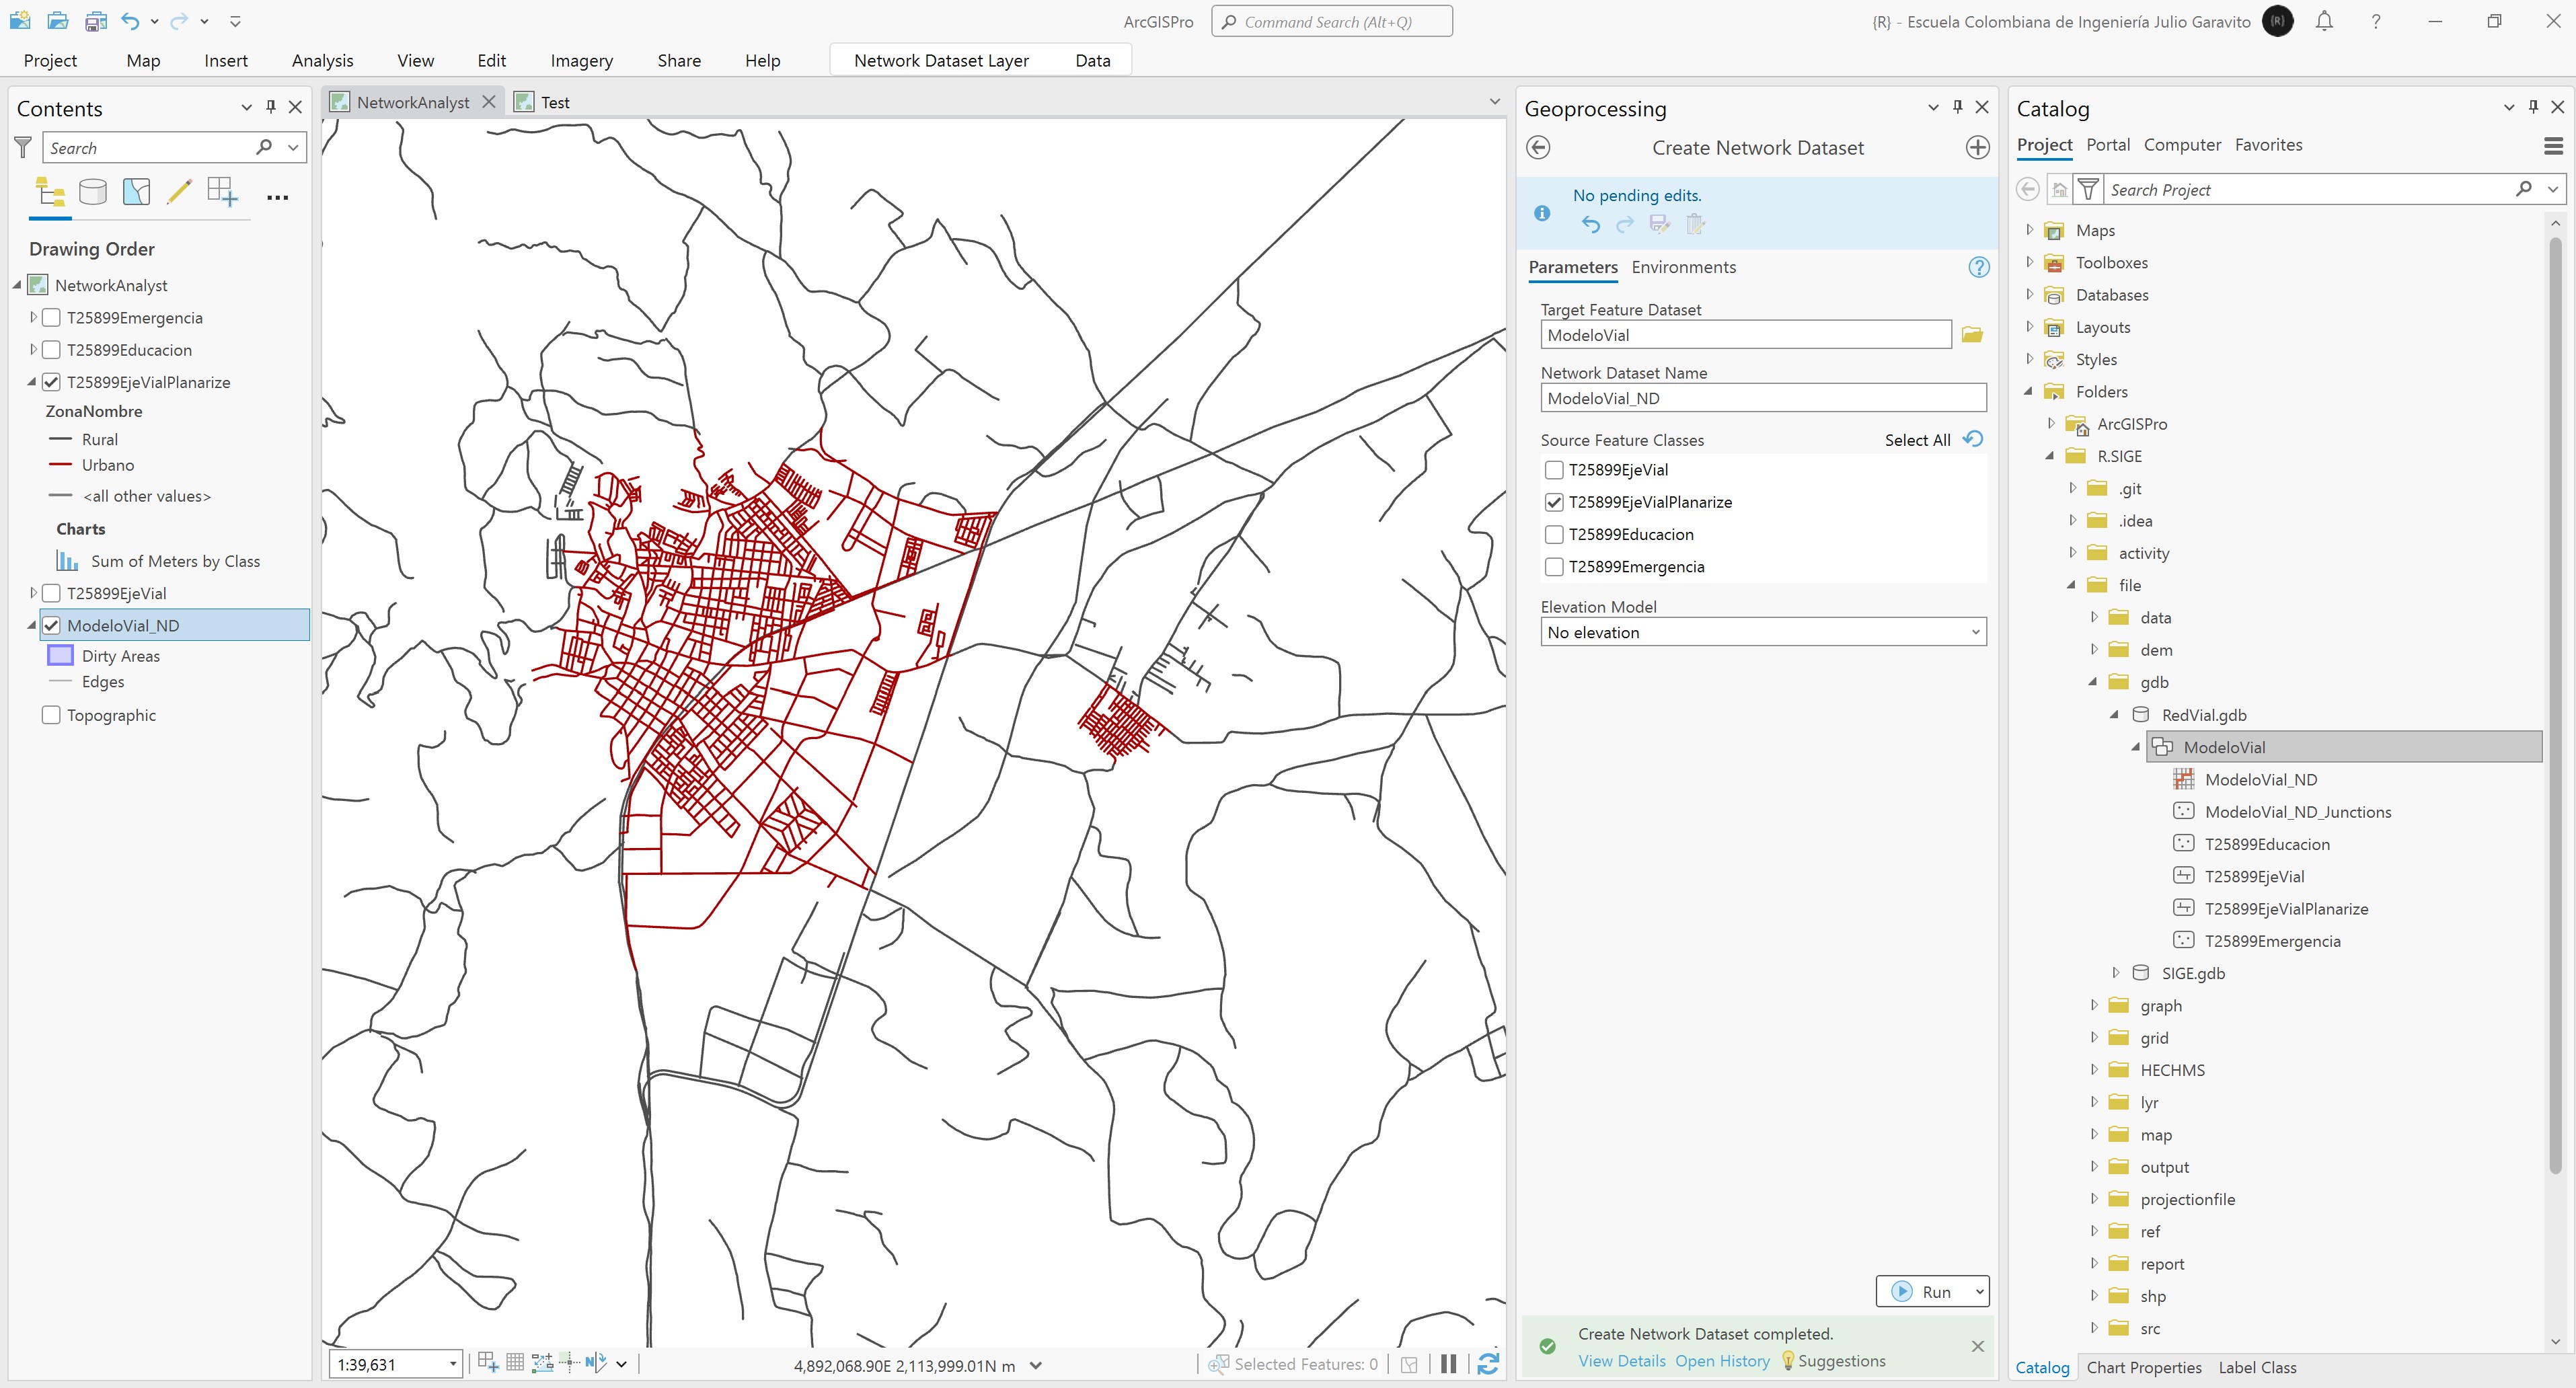 ArcGISPro
Command Search (Alt+Q)
{R} - Escuela Colombiana de Ingeniería Julio Garavito
{R}
Project Map Insert Analysis View Edit Imagery Share Help Network Dataset Layer Data
Contents
Search
Drawing Order
NetworkAnalyst
T25899Emergencia
T25899Educacion
T25899EjeVialPlanarize
ZonaNombre
Rural
Urbano
<all other values>
Charts
Sum of Meters by Class
T25899EjeVial
ModeloVial_ND
Dirty Areas
Edges
Topographic
NetworkAnalyst Test
1:39,631
4,892,068.90E 2,113,999.01N m
Selected Features: 0
Geoprocessing
Create Network Dataset
No pending edits.
Parameters Environments
Target Feature Dataset
ModeloVial
Network Dataset Name
ModeloVial_ND
Source Feature Classes Select All
T25899EjeVial
T25899EjeVialPlanarize
T25899Educacion
T25899Emergencia
Elevation Model
No elevation
Run
Create Network Dataset completed.
View Details Open History Suggestions
Catalog
Project Portal Computer Favorites
Search Project
Maps
Toolboxes
Databases
Layouts
Styles
Folders
ArcGISPro
R.SIGE
.git
.idea
activity
file
data
dem
gdb
RedVial.gdb
ModeloVial
ModeloVial_ND
ModeloVial_ND_Junctions
T25899Educacion
T25899EjeVial
T25899EjeVialPlanarize
T25899Emergencia
SIGE.gdb
graph
grid
HECHMS
lyr
map
output
projectionfile
ref
report
shp
src
Catalog Chart Properties Label Class